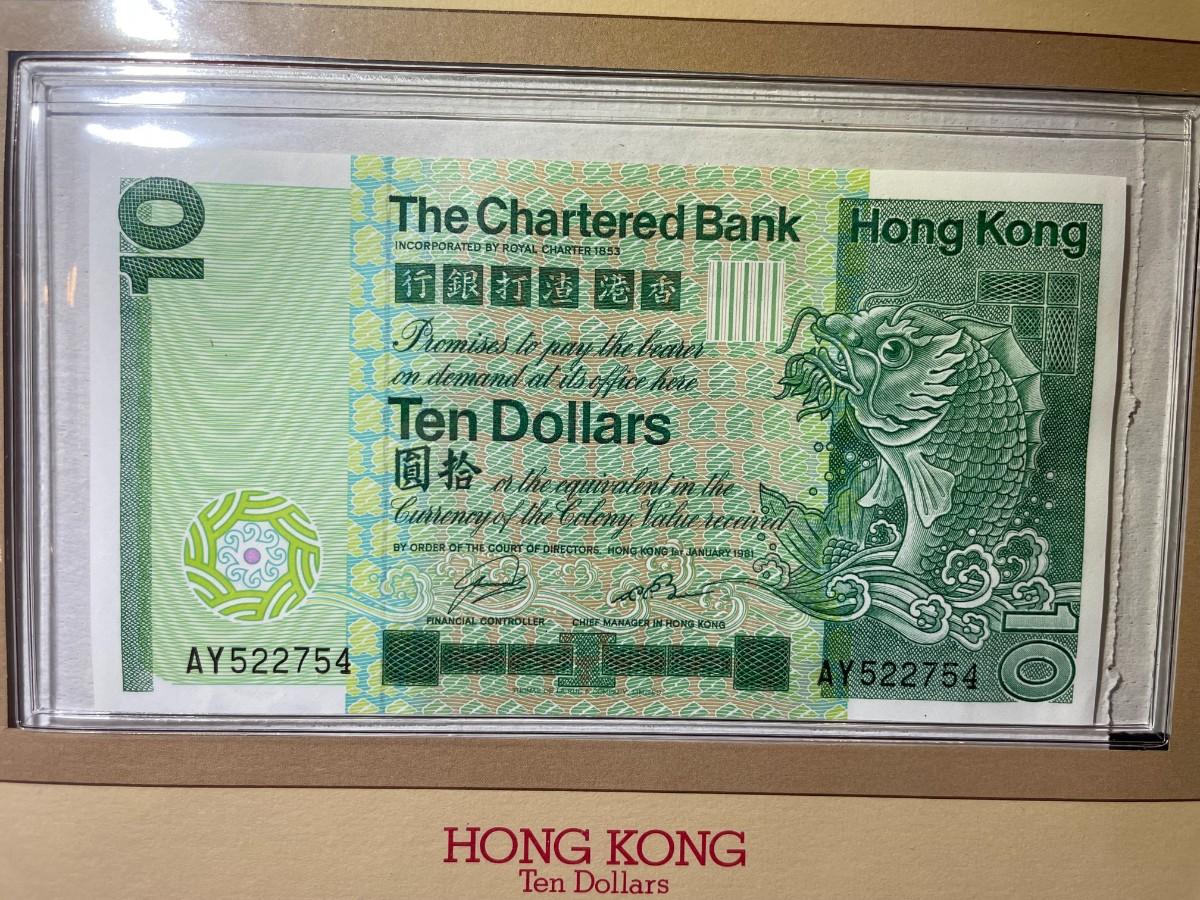 10
The Chartered Bank
Hong Kong
INCORPORATED BY ROYAL CHARTER 1853
香港渣打銀行
Promises to pay the bearer
on demand at its office here
Ten Dollars
拾圓 or the equivalent in the
Currency of the Colony, Value received
BY ORDER OF THE COURT OF DIRECTORS, HONG KONG 1ST JANUARY 1981
FINANCIAL CONTROLLER CHIEF MANAGER IN HONG KONG
AY522754 AY522754
10
HONG KONG
Ten Dollars